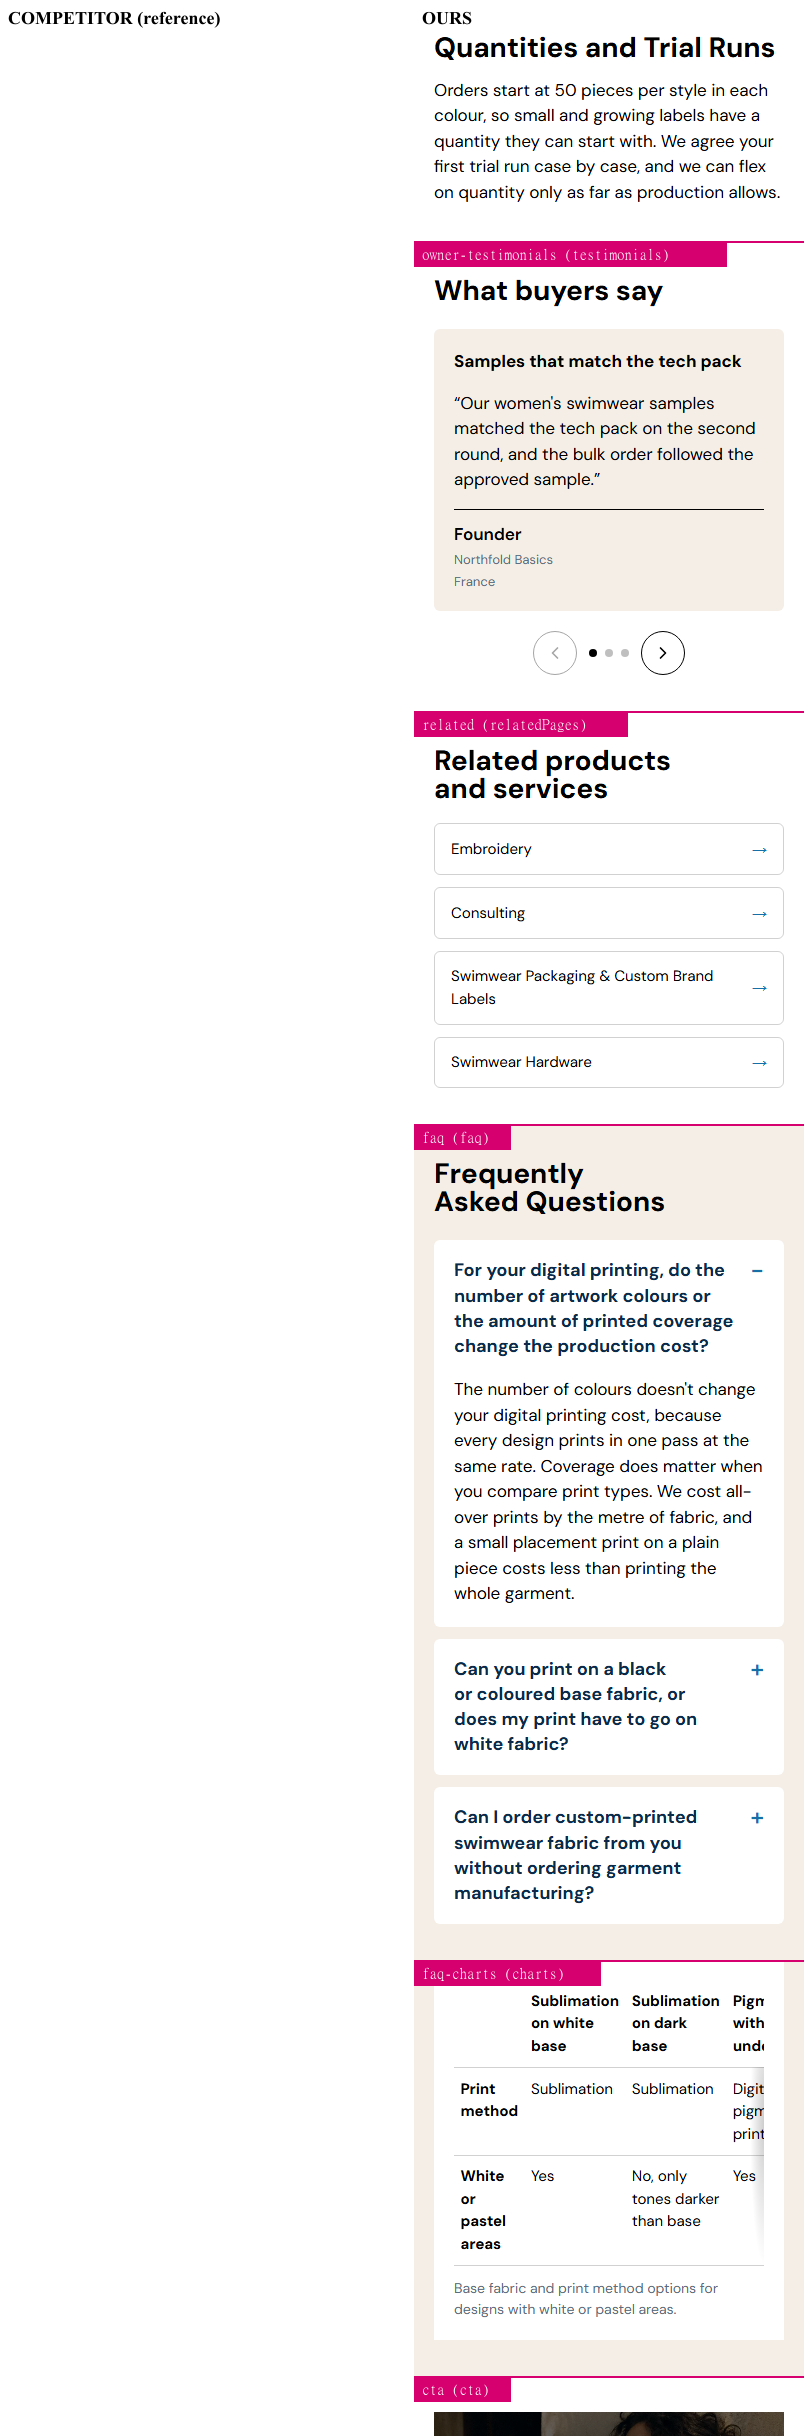 COMPETITOR (reference)
OURS
Quantities and Trial Runs
Orders start at 50 pieces per style in each
colour, so small and growing labels have a
quantity they can start with. We agree your
first trial run case by case, and we can flex
on quantity only as far as production allows.
owner-testimonials (testimonials)
What buyers say
Samples that match the tech pack
“Our women's swimwear samples
matched the tech pack on the second
round, and the bulk order followed the
approved sample.”
Founder
Northfold Basics
France
related (relatedPages)
Related products
and services
Embroidery →
Consulting →
Swimwear Packaging & Custom Brand
Labels →
Swimwear Hardware →
faq (faq)
Frequently
Asked Questions
For your digital printing, do the −
number of artwork colours or
the amount of printed coverage
change the production cost?
The number of colours doesn't change
your digital printing cost, because
every design prints in one pass at the
same rate. Coverage does matter when
you compare print types. We cost all-
over prints by the metre of fabric, and
a small placement print on a plain
piece costs less than printing the
whole garment.
Can you print on a black +
or coloured base fabric, or
does my print have to go on
white fabric?
Can I order custom-printed +
swimwear fabric from you
without ordering garment
manufacturing?
faq-charts (charts)
Sublimation Sublimation Pigm
on white on dark with
base base und
Print Sublimation Sublimation Digit
method pigm
print
White Yes No, only Yes
or tones darker
pastel than base
areas
Base fabric and print method options for
designs with white or pastel areas.
cta (cta)